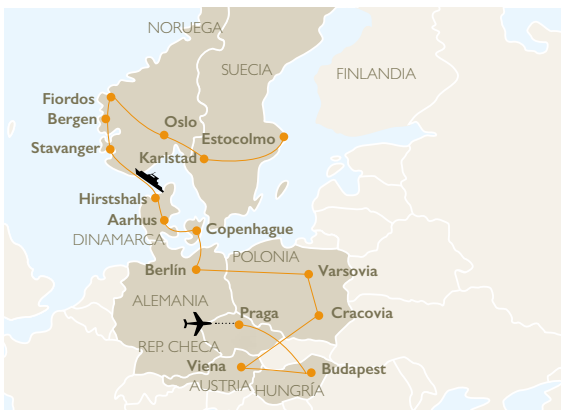 NORUEGA
SUECIA
FINLANDIA
Fiordos
Bergen
Oslo
Estocolmo
Stavanger
Karlstad
Hirstshals
Aarhus
Copenhague
DINAMARCA
POLONIA
Berlín
Varsovia
ALEMANIA
Praga
Cracovia
REP. CHECA
Viena
Budapest
AUSTRIA
HUNGRÍA